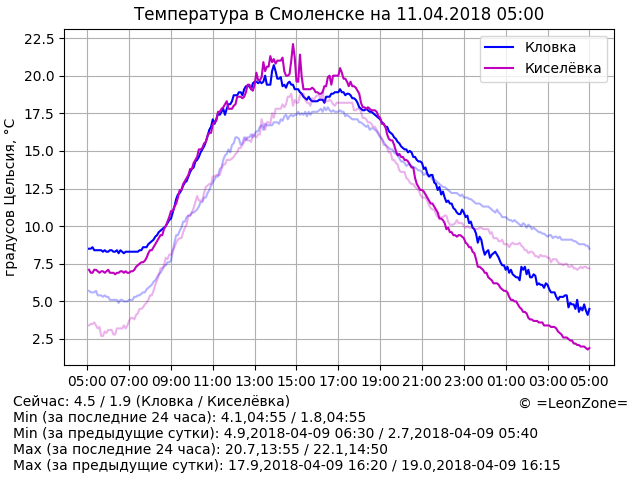 Температура в Смоленске на 11.04.2018 05:00
градусов Цельсия, °C
22.5
20.0
17.5
15.0
12.5
10.0
7.5
5.0
2.5
Кловка
Киселёвка
05:00 07:00 09:00 11:00 13:00 15:00 17:00 19:00 21:00 23:00 01:00 03:00 05:00
Сейчас: 4.5 / 1.9 (Кловка / Киселёвка)
© =LeonZone=
Min (за последние 24 часа): 4.1,04:55 / 1.8,04:55
Min (за предыдущие сутки): 4.9,2018-04-09 06:30 / 2.7,2018-04-09 05:40
Max (за последние 24 часа): 20.7,13:55 / 22.1,14:50
Max (за предыдущие сутки): 17.9,2018-04-09 16:20 / 19.0,2018-04-09 16:15